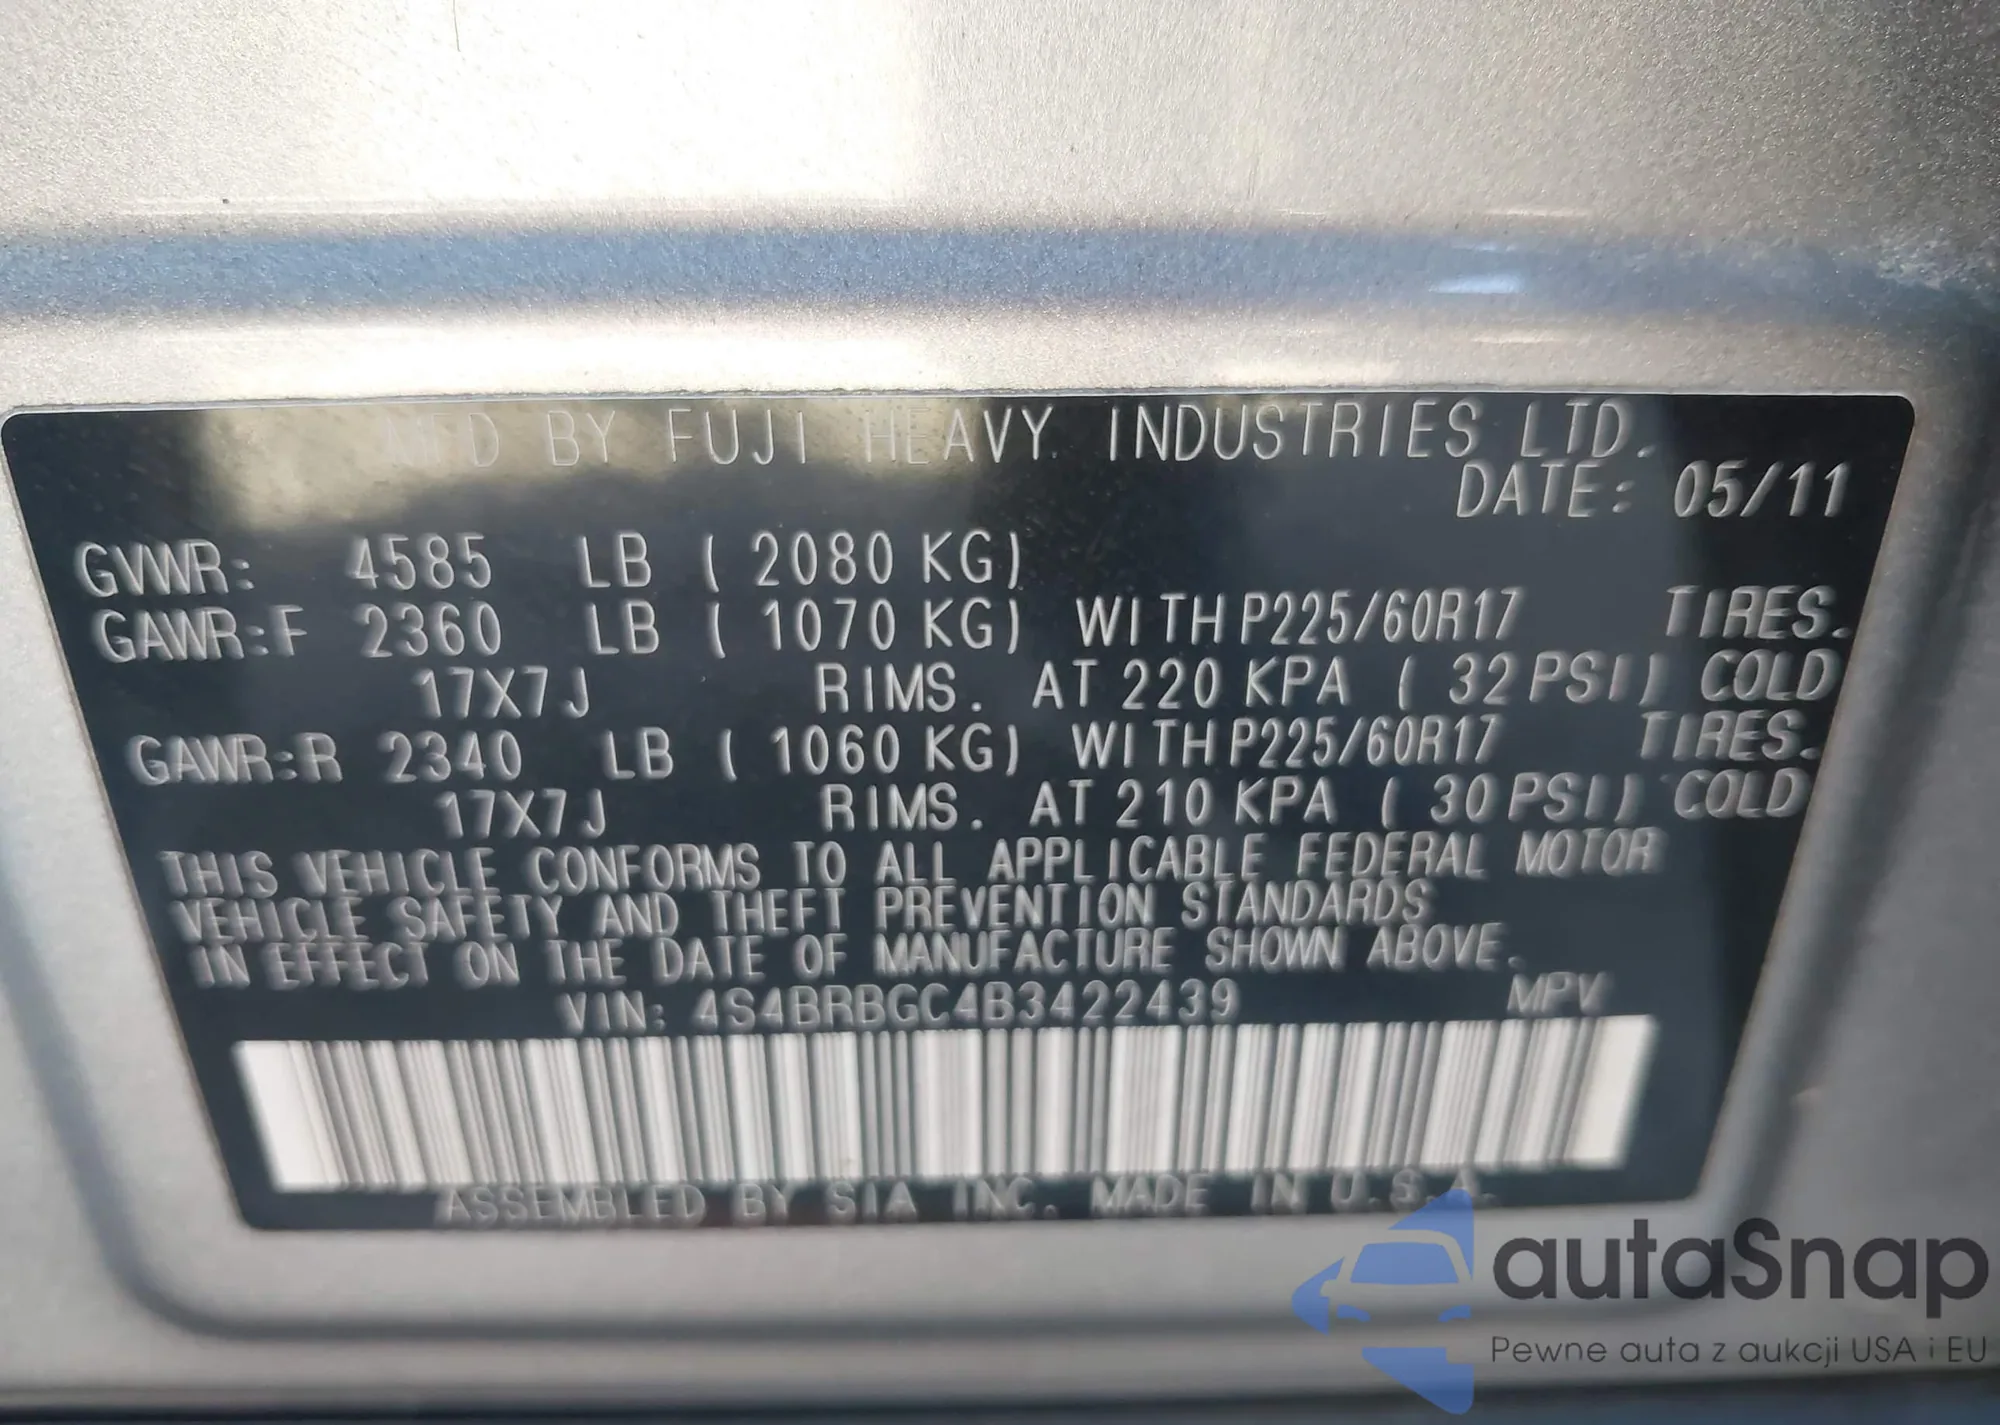 MFD BY FUJI HEAVY INDUSTRIES LTD.
DATE: 05/11
GVWR: 4585 LB ( 2080 KG)
GAWR:F 2360 LB ( 1070 KG) WITH P225/60R17 TIRES.
17X7J RIMS. AT 220 KPA ( 32 PSI) COLD
GAWR:R 2340 LB ( 1060 KG) WITH P225/60R17 TIRES.
17X7J RIMS. AT 210 KPA ( 30 PSI) COLD
THIS VEHICLE CONFORMS TO ALL APPLICABLE FEDERAL MOTOR
VEHICLE SAFETY AND THEFT PREVENTION STANDARDS
IN EFFECT ON THE DATE OF MANUFACTURE SHOWN ABOVE.
VIN: 4S4BRBGC4B3422439 MPV
ASSEMBLED BY SIA INC. MADE IN U.S.A.
autaSnap
Pewne auta z aukcji USA i EU